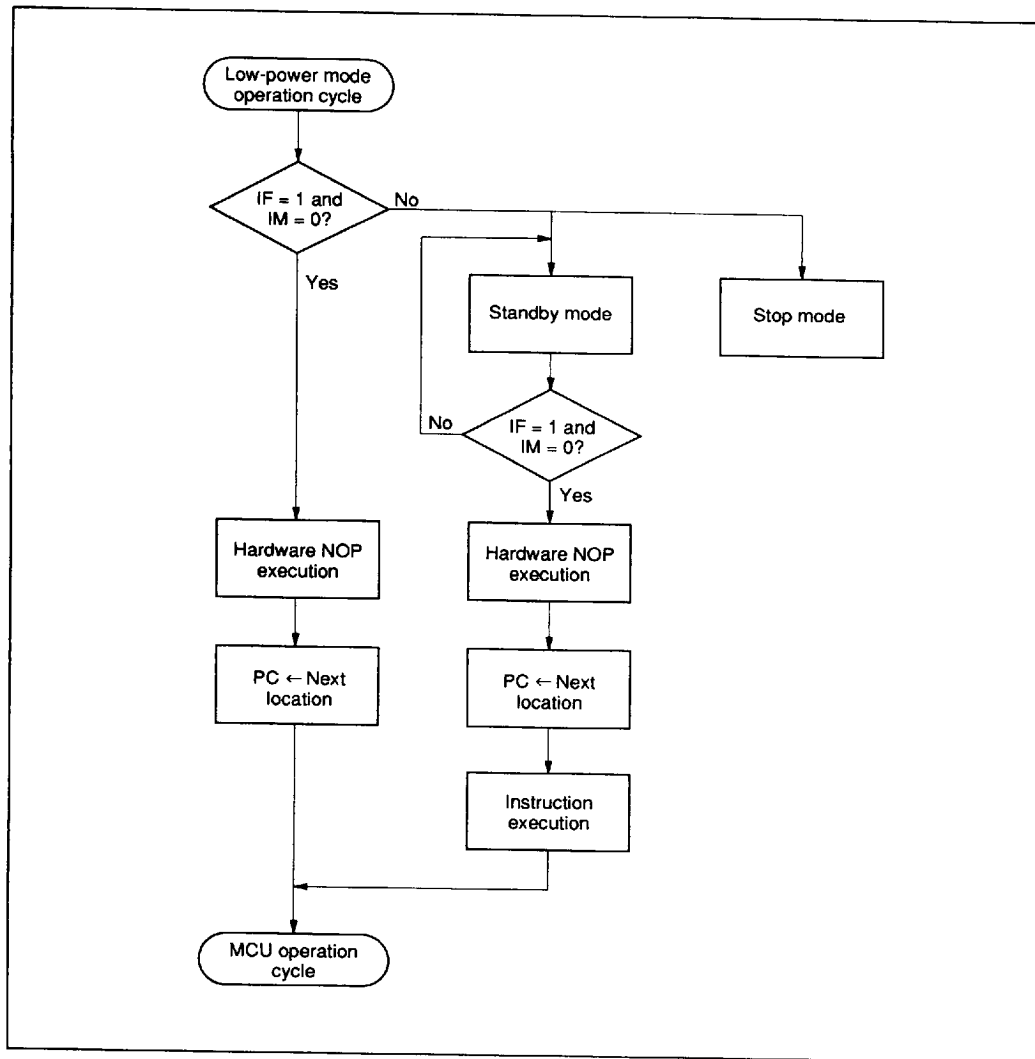 Low-power mode
operation cycle
IF = 1 and
IM = 0?
No
Yes
Standby mode
Stop mode
No
IF = 1 and
IM = 0?
Yes
Hardware NOP
execution
Hardware NOP
execution
PC ← Next
location
PC ← Next
location
Instruction
execution
MCU operation
cycle